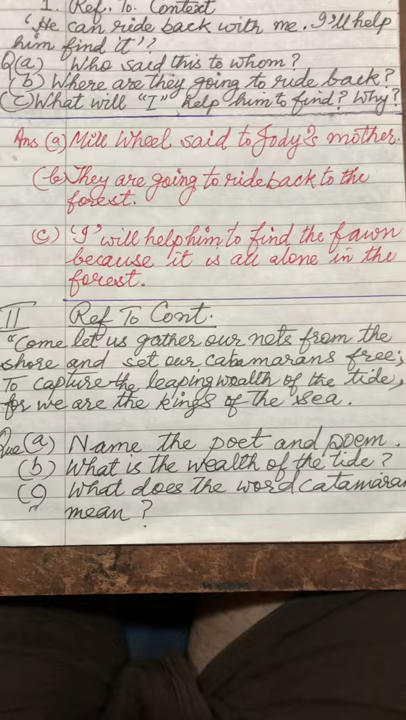 I. (Ref. To. Context
'He can ride back with me. I'll help
him find it'?
Q(a) Who said this to whom?
(b) Where are they going to ride back?
(c) What will "I" help him to find? Why?
Ans (a) Mill Wheel said to Jody's mother.
(b) They are going to ride back to the
forest.
(c) 'I' will help him to find the fawn
because it is all alone in the
forest.
II Ref To Cont.
"Come let us gather our nets from the
shore and set our catamarans free,
To capture the leaping wealth of the tide,
for we are the kings of the sea.
Que (a) Name the poet and poem.
(b) What is the wealth of the tide?
(c) What does the word catamaran
mean?